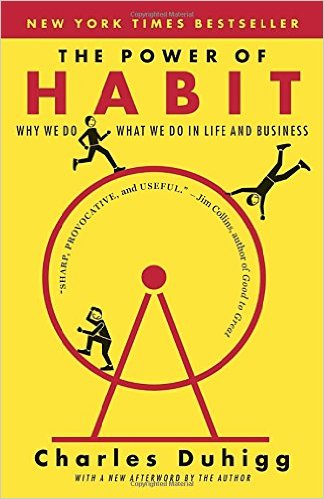 NEW YORK TIMES BESTSELLER
THE POWER OF
HABIT
WHY WE DO WHAT WE DO IN LIFE AND BUSINESS
"SHARP, PROVOCATIVE, and USEFUL." –Jim Collins, author of Good to Great
Charles Duhigg
WITH A NEW AFTERWORD BY THE AUTHOR